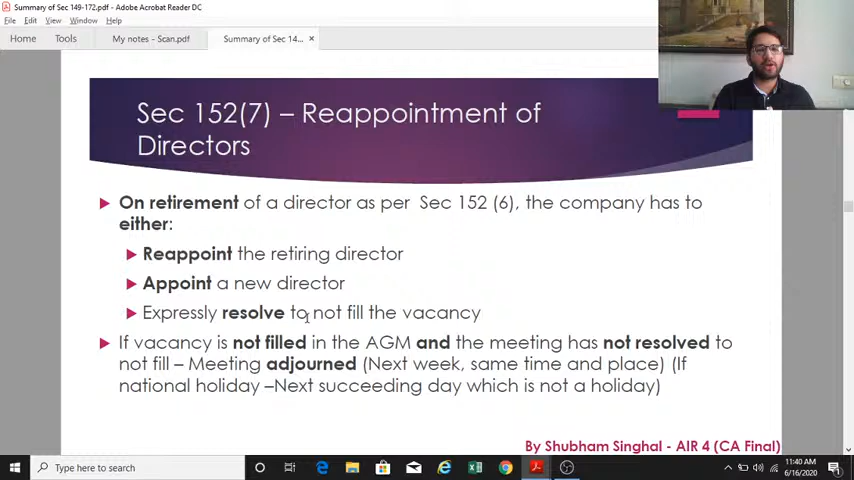 Summary of Sec 149-172.pdf - Adobe Acrobat Reader DC
File Edit View Window Help
Home Tools My notes - Scan.pdf Summary of Sec 14... ×
Sec 152(7) – Reappointment of
Directors
On retirement of a director as per Sec 152 (6), the company has to
either:
Reappoint the retiring director
Appoint a new director
Expressly resolve to not fill the vacancy
If vacancy is not filled in the AGM and the meeting has not resolved to
not fill – Meeting adjourned (Next week, same time and place) (If
national holiday –Next succeeding day which is not a holiday)
By Shubham Singhal - AIR 4 (CA Final)
Type here to search
11:40 AM
6/16/2020